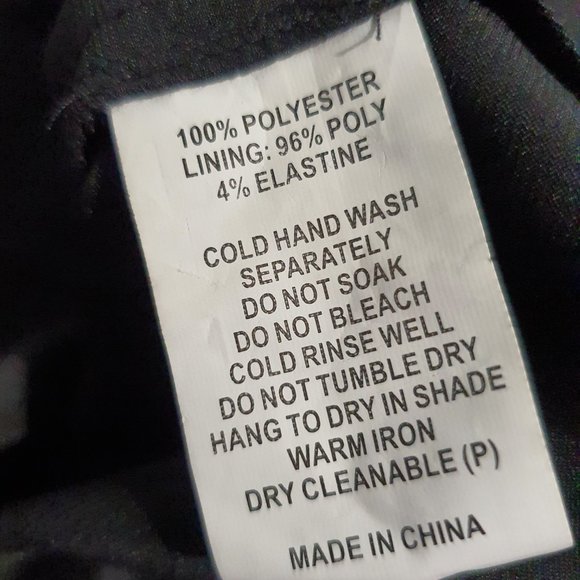 100% POLYESTER
LINING: 96% POLY
4% ELASTINE
COLD HAND WASH
SEPARATELY
DO NOT SOAK
DO NOT BLEACH
COLD RINSE WELL
DO NOT TUMBLE DRY
HANG TO DRY IN SHADE
WARM IRON
DRY CLEANABLE (P)
MADE IN CHINA